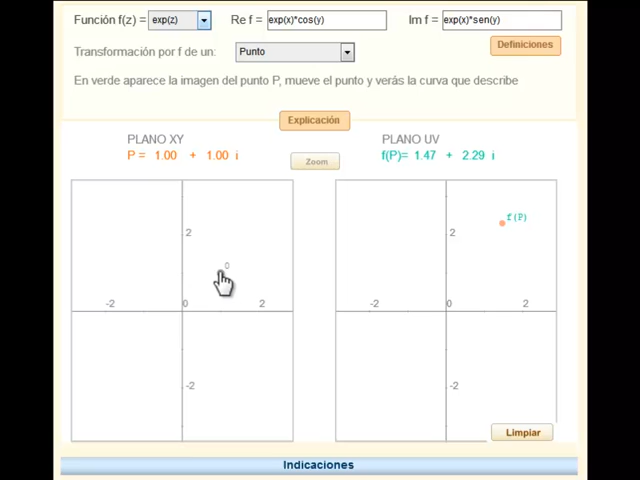 Función f(z) = exp(z) Re f = exp(x)*cos(y) Im f = exp(x)*sen(y)
Transformación por f de un: Punto Definiciones
En verde aparece la imagen del punto P, mueve el punto y verás la curva que describe
Explicación
PLANO XY PLANO UV
P = 1.00 + 1.00 i Zoom f(P)= 1.47 + 2.29 i
f(P)
2 2
-2 0 2 -2 0 2
-2 -2
Limpiar
Indicaciones